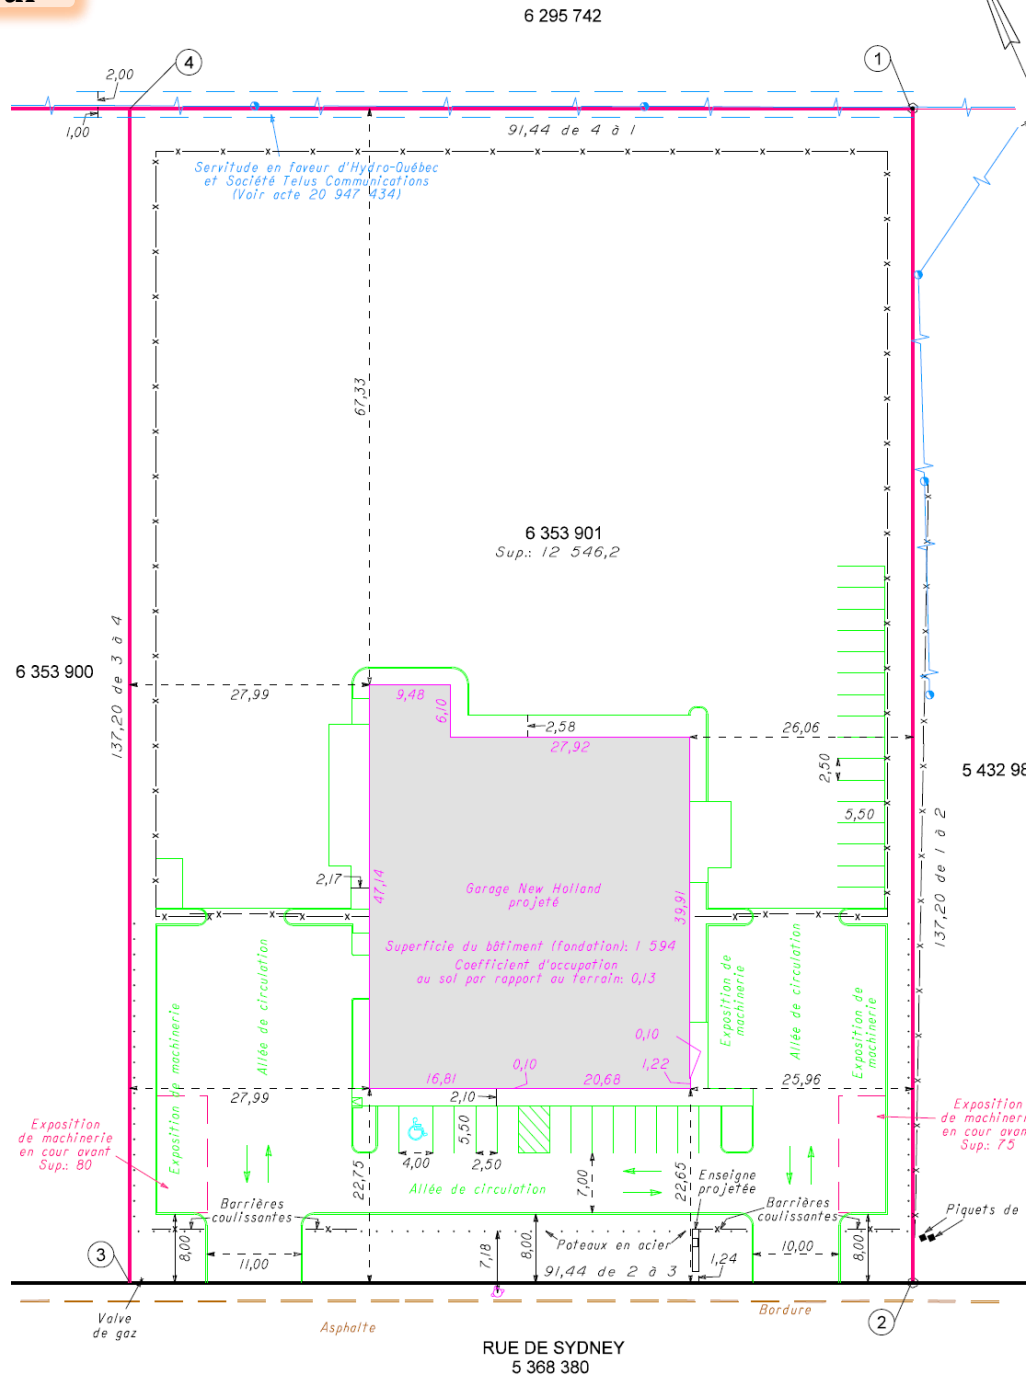 6 295 742
4
1
2,00
1,00
91,44 de 4 à 1
Servitude en faveur d'Hydro-Québec
et Société Telus Communications
(Voir acte 20 947 434)
67,33
6 353 901
Sup.: 12 546,2
6 353 900
137,20 de 3 à 4
27,99
9,48
6,10
2,58
27,92
26,06
2,50
5,50
5 432 98
137,20 de 1 à 2
2,17
47,14
39,91
Garage New Holland
projeté
Superficie du bâtiment (fondation): 1 594
Coefficient d'occupation
au sol par rapport au terrain: 0,13
Exposition de machinerie
Allée de circulation
Exposition de
machinerie
Allée de circulation
Exposition de
machinerie
0,10
1,22
27,99
16,81
0,10
20,68
25,96
2,10
5,50
4,00
2,50
Exposition
de machinerie
en cour avant
Sup.: 80
Exposition
de machineri
en cour avan
Sup.: 75
22,75
7,00
22,65
Allée de circulation
Enseigne
projetée
Barrières
coulissantes
Barrières
coulissantes
Piquets de
8,00
11,00
7,18
8,00
Poteaux en acier
1,24
10,00
8,00
3
91,44 de 2 à 3
2
Valve
de gaz
Asphalte
Bordure
RUE DE SYDNEY
5 368 380